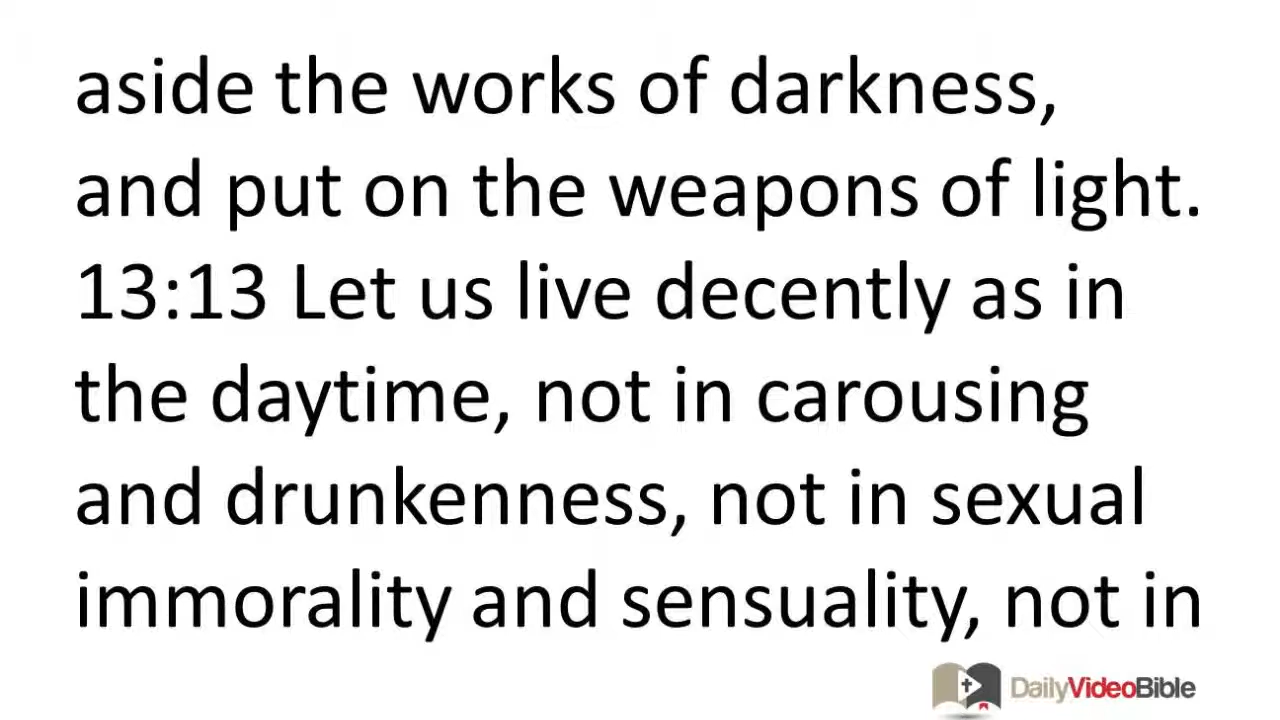 aside the works of darkness,
and put on the weapons of light.
13:13 Let us live decently as in
the daytime, not in carousing
and drunkenness, not in sexual
immorality and sensuality, not in
DailyVideoBible